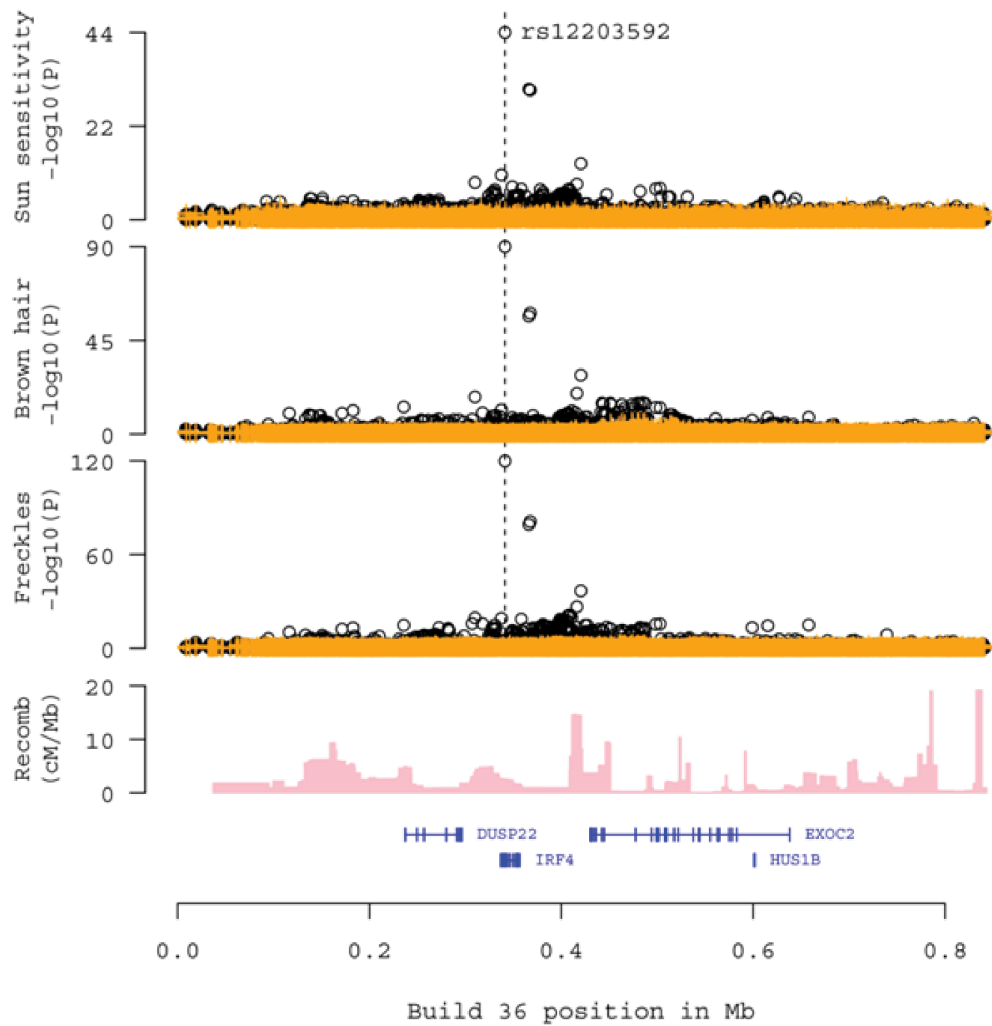 Sun sensitivity
-log10(P)
44
22
0
rs12203592
Brown hair
-log10(P)
90
45
0
Freckles
-log10(P)
120
60
0
Recomb
(cM/Mb)
20
10
0
DUSP22
EXOC2
IRF4
HUS1B
0.0 0.2 0.4 0.6 0.8
Build 36 position in Mb